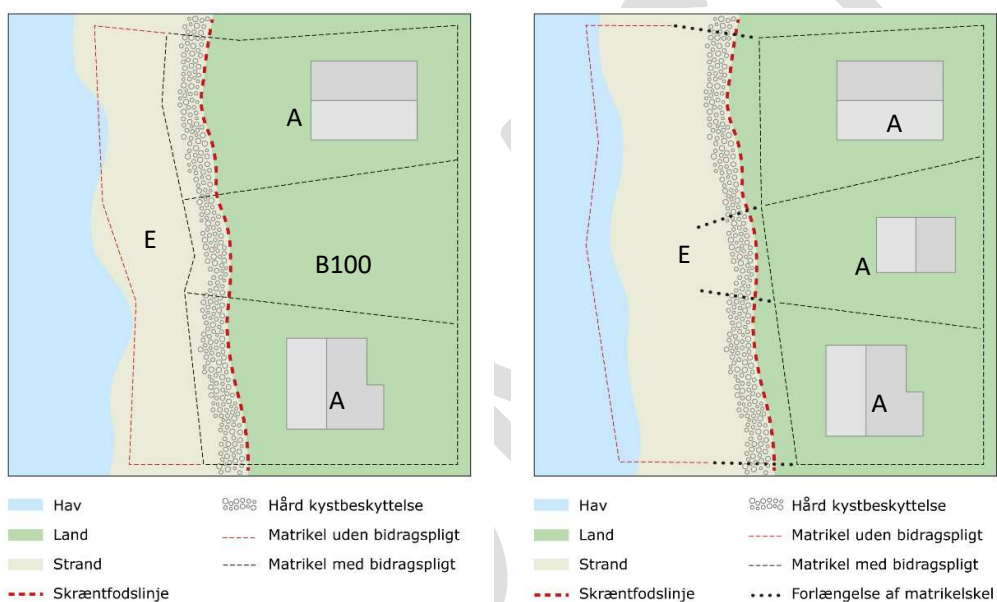 A
E
B100
A
Hav
Land
Strand
Skræntfodslinje
Hård kystbeskyttelse
Matrikel uden bidragspligt
Matrikel med bidragspligt
A
E
A
A
Hav
Land
Strand
Skræntfodslinje
Hård kystbeskyttelse
Matrikel uden bidragspligt
Matrikel med bidragspligt
Forlængelse af matrikelskel